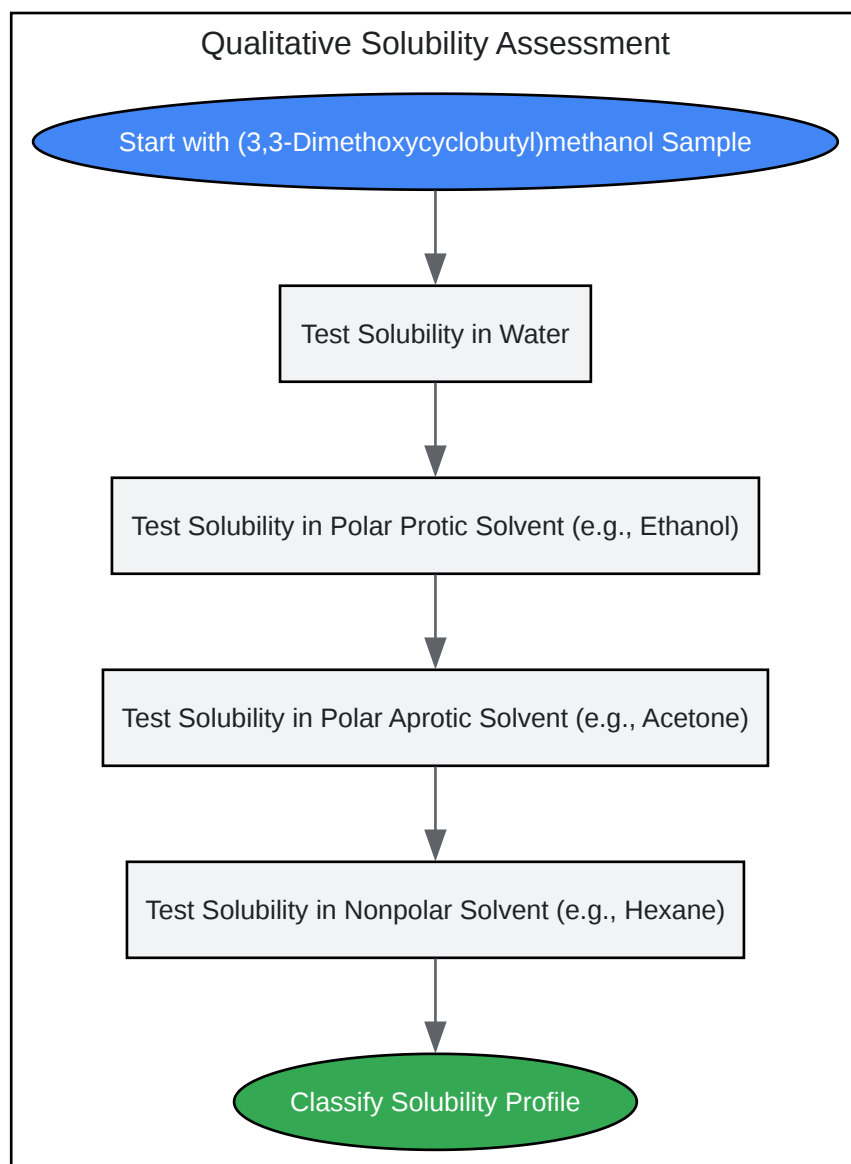 Qualitative Solubility Assessment
Start with (3,3-Dimethoxycyclobutyl)methanol Sample
Test Solubility in Water
Test Solubility in Polar Protic Solvent (e.g., Ethanol)
Test Solubility in Polar Aprotic Solvent (e.g., Acetone)
Test Solubility in Nonpolar Solvent (e.g., Hexane)
Classify Solubility Profile